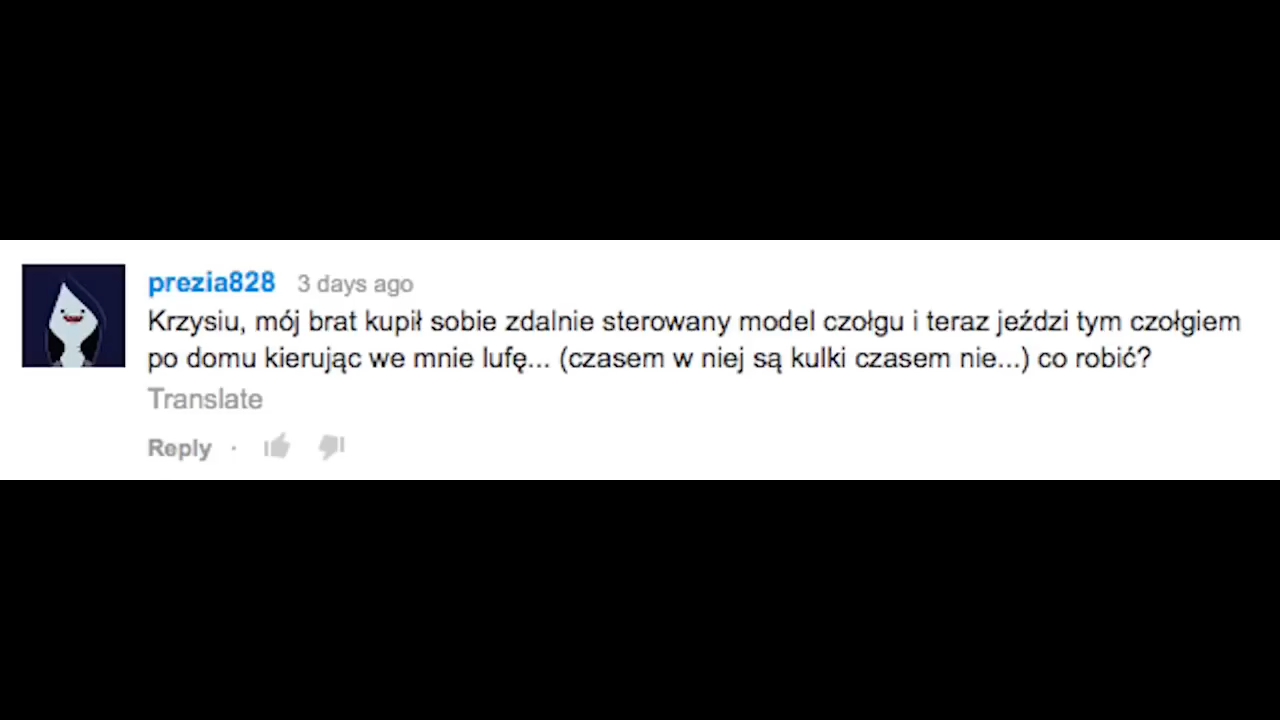 prezia828 3 days ago
Krzysiu, mój brat kupił sobie zdalnie sterowany model czołgu i teraz jeździ tym czołgiem
po domu kierując we mnie lufę... (czasem w niej są kulki czasem nie...) co robić?
Translate
Reply ·